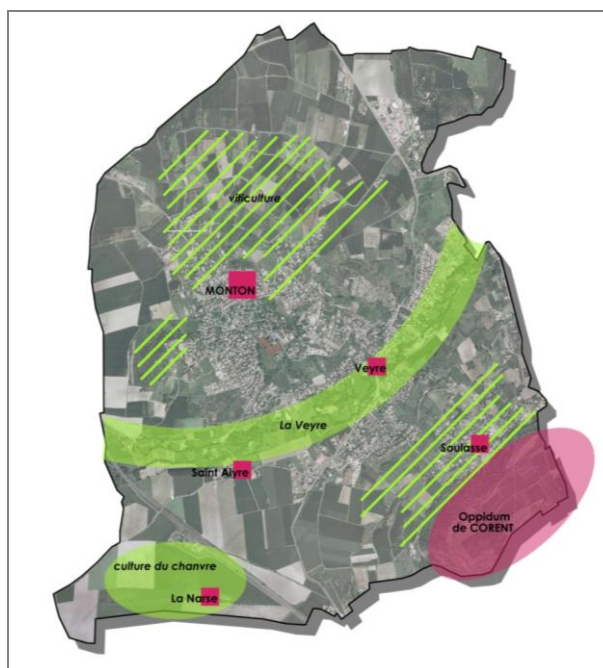 viticulture
MONTON
Veyre
La Veyre
Soulasse
Saint Alyre
Oppidum
de CORENT
culture du chanvre
La Narse